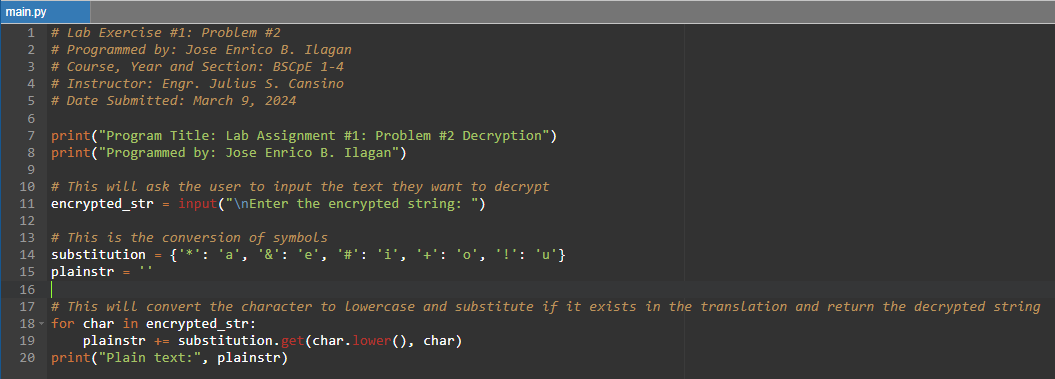 main.py
1 # Lab Exercise #1: Problem #2
2 # Programmed by: Jose Enrico B. Ilagan
3 # Course, Year and Section: BSCpE 1-4
4 # Instructor: Engr. Julius S. Cansino
5 # Date Submitted: March 9, 2024
6
7 print("Program Title: Lab Assignment #1: Problem #2 Decryption")
8 print("Programmed by: Jose Enrico B. Ilagan")
9
10 # This will ask the user to input the text they want to decrypt
11 encrypted_str = input("\nEnter the encrypted string: ")
12
13 # This is the conversion of symbols
14 substitution = {'*': 'a', '&': 'e', '#': 'i', '+': 'o', '!': 'u'}
15 plainstr = ''
16
17 # This will convert the character to lowercase and substitute if it exists in the translation and return the decrypted string
18 for char in encrypted_str:
19     plainstr += substitution.get(char.lower(), char)
20 print("Plain text:", plainstr)